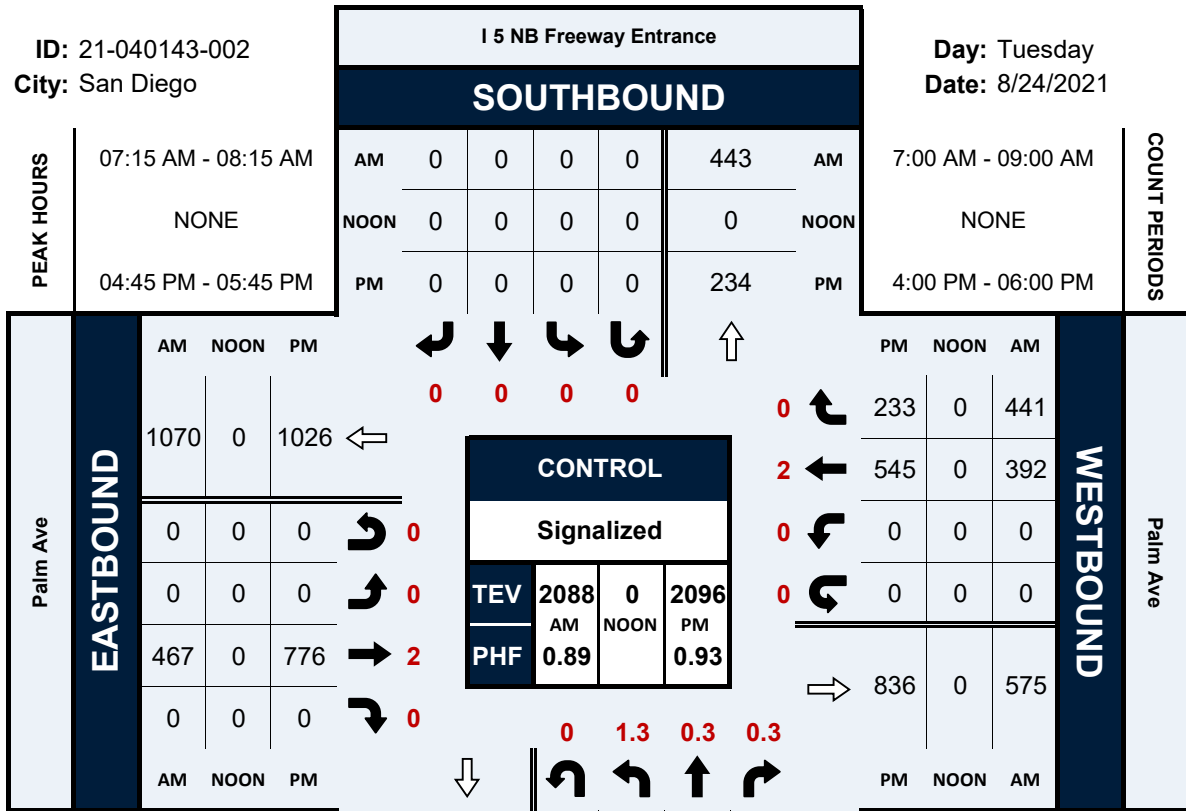 I 5 NB Freeway Entrance
ID: 21-040143-002
Day: Tuesday
City: San Diego
Date: 8/24/2021
SOUTHBOUND
PEAK HOURS
07:15 AM - 08:15 AM
NONE
04:45 PM - 05:45 PM
AM 0 0 0 0 443 AM
NOON 0 0 0 0 0 NOON
PM 0 0 0 0 234 PM
7:00 AM - 09:00 AM
NONE
4:00 PM - 06:00 PM
COUNT PERIODS
0 0 0 0
Palm Ave
EASTBOUND
AM NOON PM
1070 0 1026
0 0 0 0
0 0 0 0
467 0 776 2
0 0 0 0
AM NOON PM
CONTROL
Signalized
TEV 2088 0 2096
AM NOON PM
PHF 0.89 0.93
PM NOON AM
0 233 0 441
2 545 0 392
0 0 0 0
0 0 0 0
836 0 575
PM NOON AM
WESTBOUND
Palm Ave
0 1.3 0.3 0.3